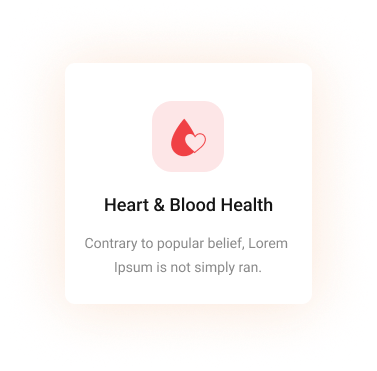 Heart & Blood Health
Contrary to popular belief, Lorem
Ipsum is not simply ran.